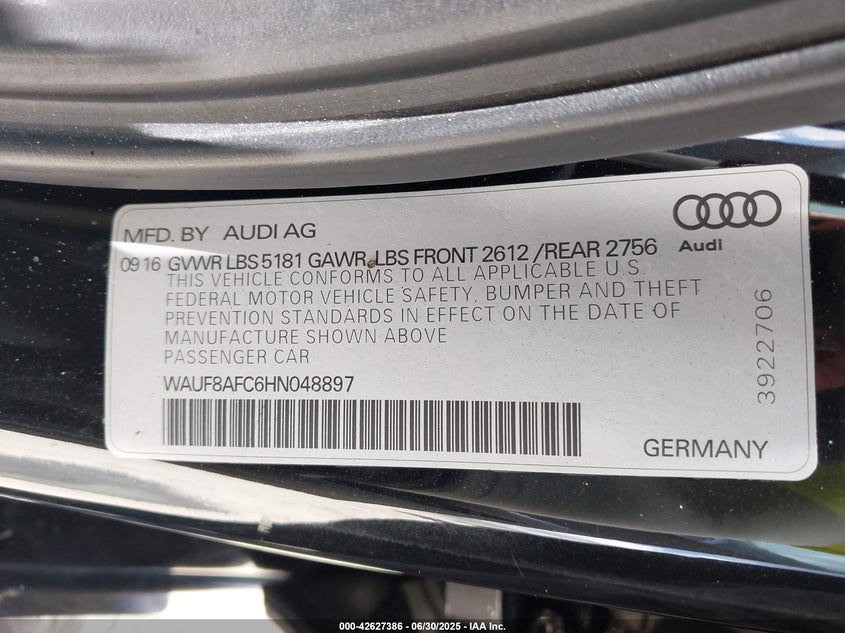 MFD. BY AUDI AG
Audi
09 16 GVWR LBS 5181 GAWR LBS FRONT 2612 /REAR 2756
THIS VEHICLE CONFORMS TO ALL APPLICABLE U.S.
FEDERAL MOTOR VEHICLE SAFETY, BUMPER AND THEFT
PREVENTION STANDARDS IN EFFECT ON THE DATE OF
MANUFACTURE SHOWN ABOVE
PASSENGER CAR
WAUF8AFC6HN048897
3922706
GERMANY
000-42627386 - 06/30/2025 - IAA Inc.